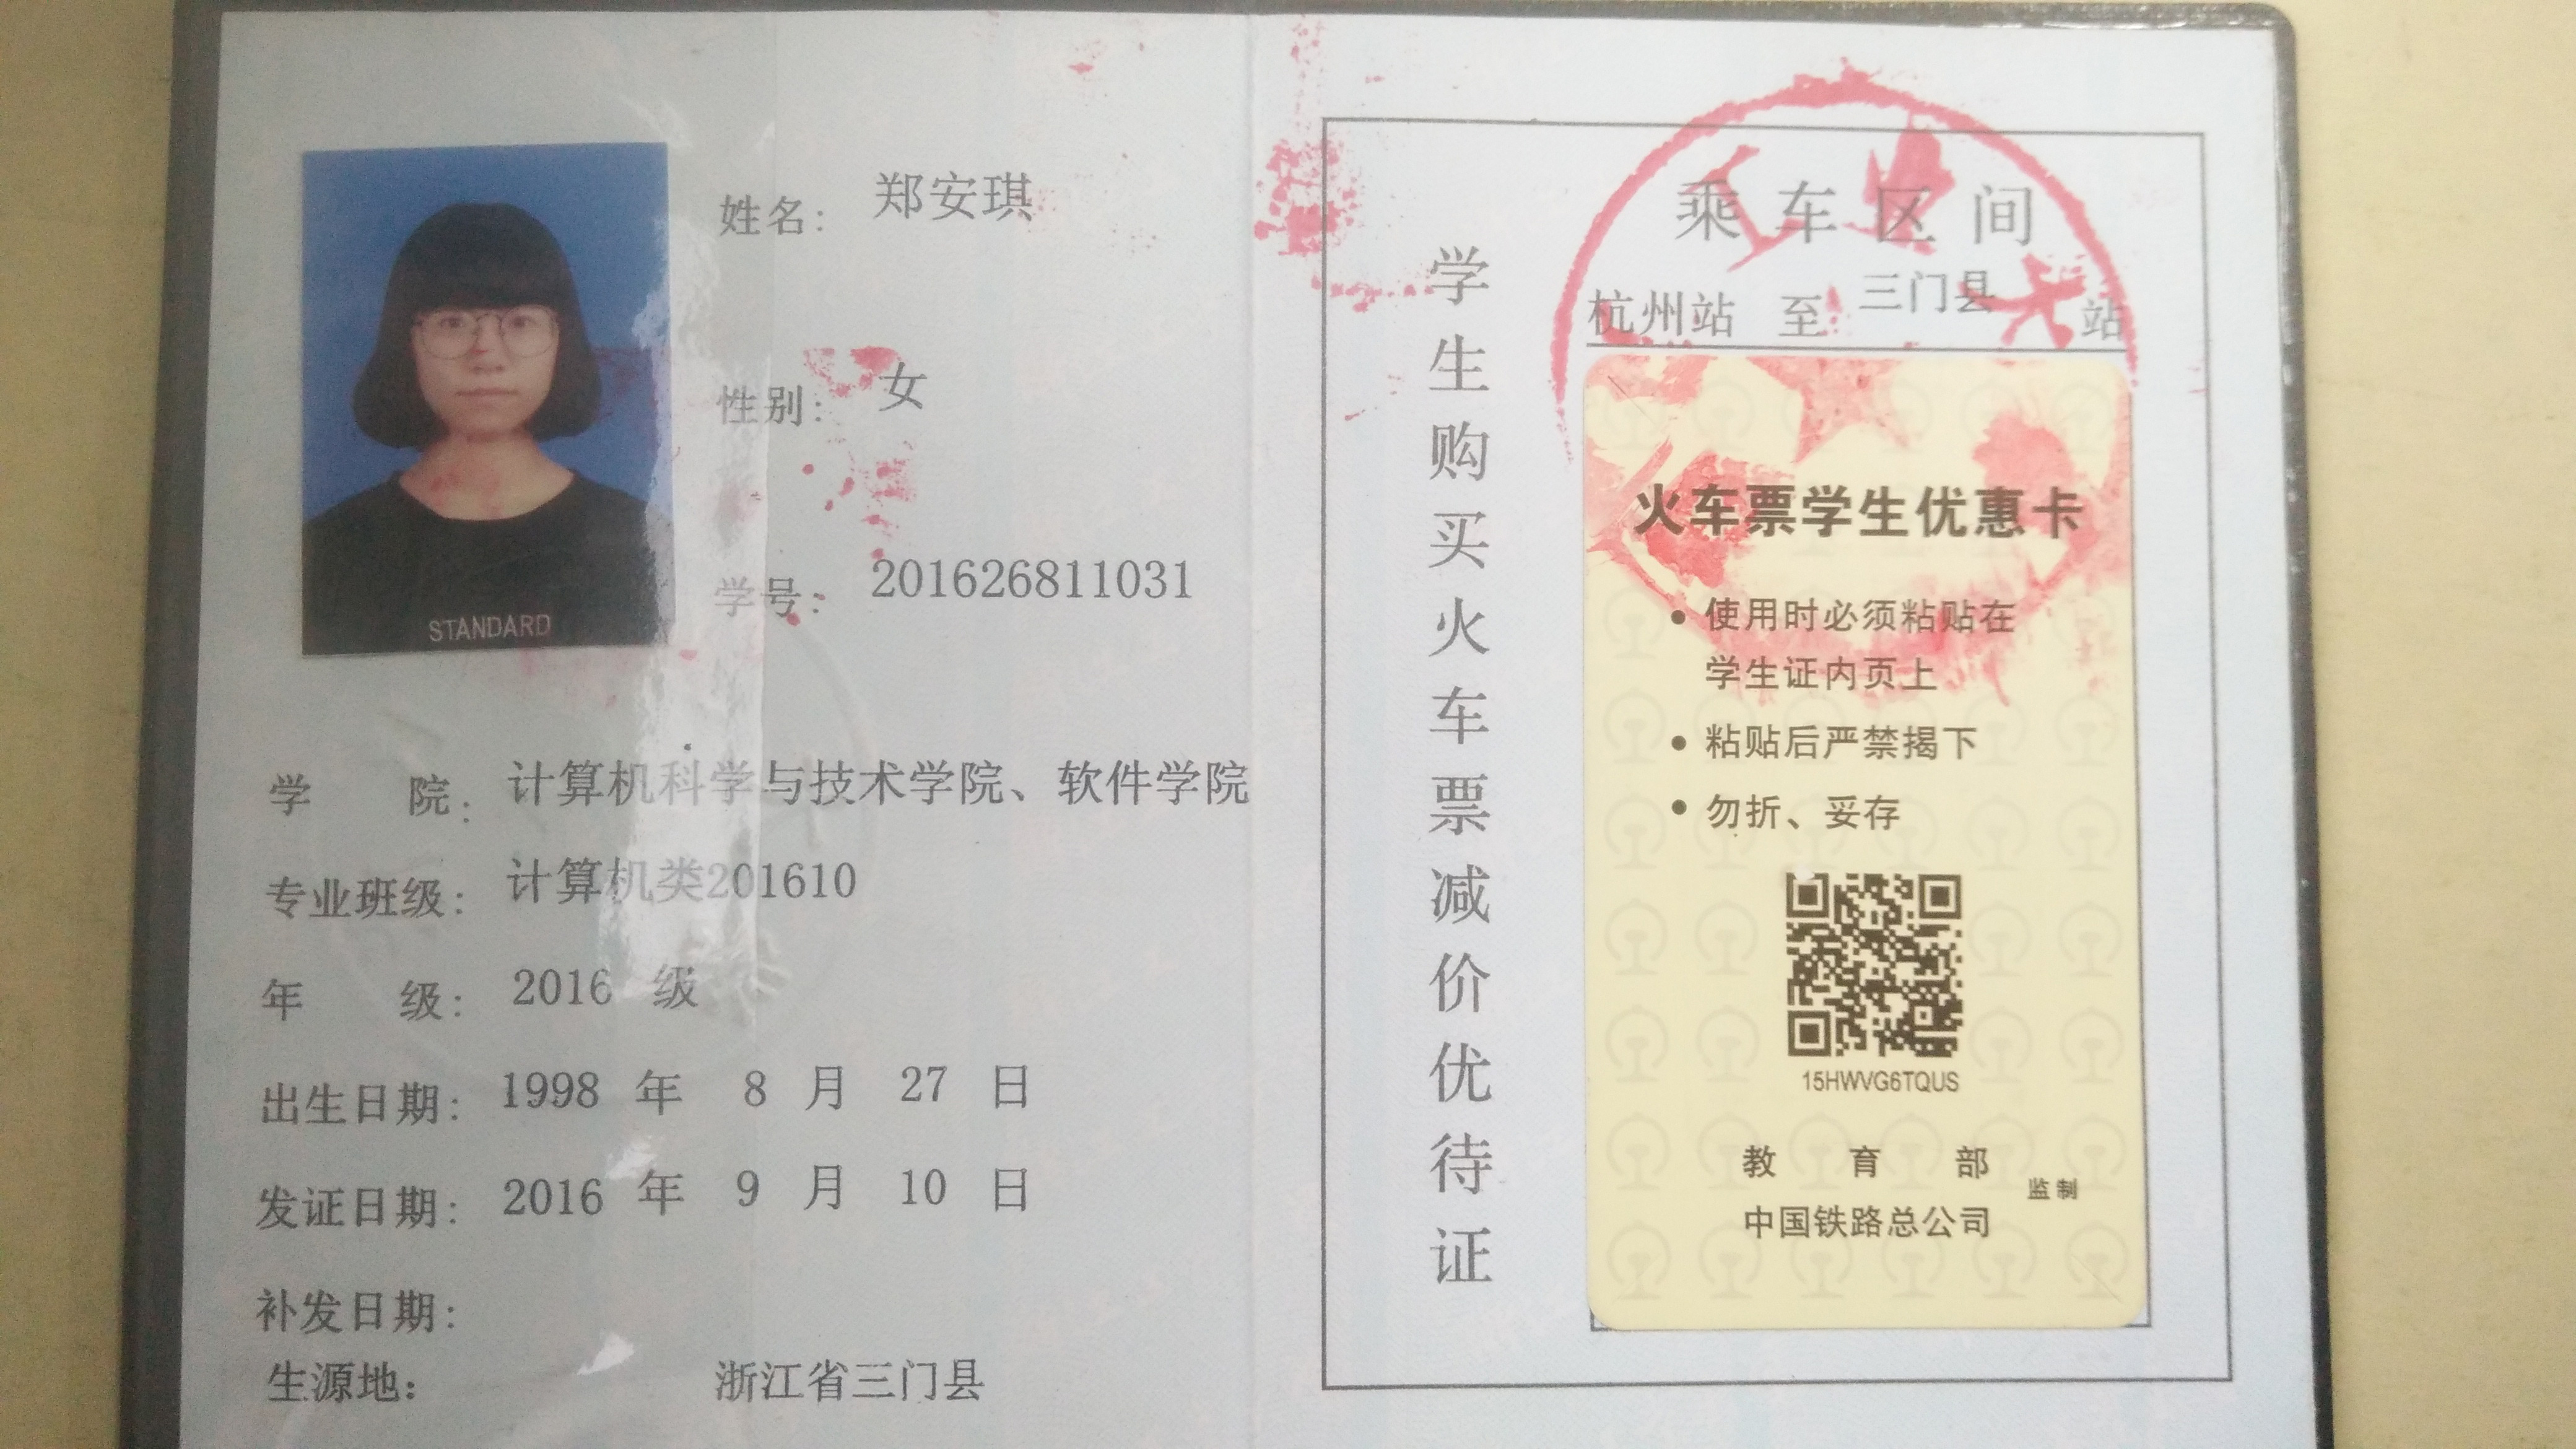 姓名: 郑安琪
性别: 女
学号: 201626811031
STANDARD
学 院: 计算机科学与技术学院、软件学院
专业班级: 计算机类201610
年 级: 2016 级
出生日期: 1998 年 8 月 27 日
发证日期: 2016 年 9 月 10 日
补发日期:
生源地: 浙江省三门县
学生购买火车票减价优待证
乘车区间
杭州站 至 三门县 站
火车票学生优惠卡
• 使用时必须粘贴在
学生证内页上
• 粘贴后严禁揭下
• 勿折、妥存
15HWVG6TQUS
教 育 部
中国铁路总公司
监制